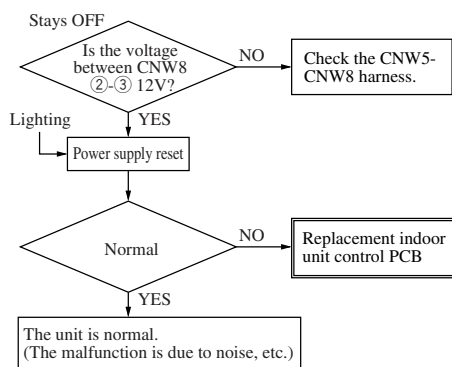 Stays OFF
Is the voltage
between CNW8
②-③ 12V?
NO
Check the CNW5-
CNW8 harness.
YES
Lighting
Power supply reset
Normal
NO
Replacement indoor
unit control PCB
YES
The unit is normal.
(The malfunction is due to noise, etc.)